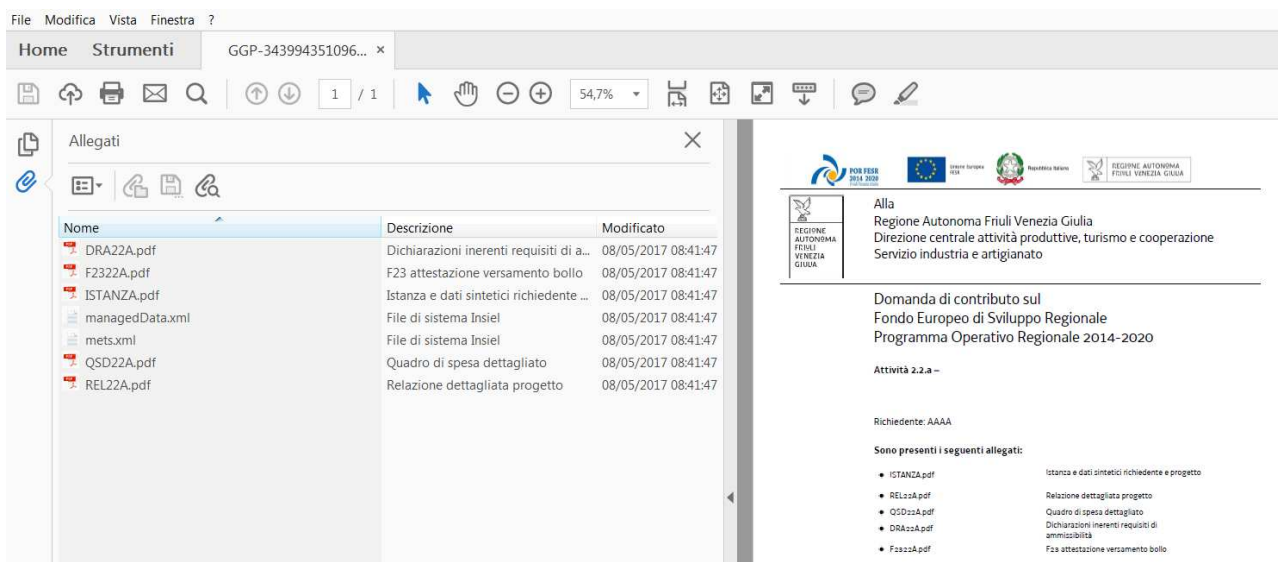 File Modifica Vista Finestra ?
Home Strumenti GGP-343994351096... ×
1 / 1 54,7%
Allegati
Nome Descrizione Modificato
DRA22A.pdf Dichiarazioni inerenti requisiti di a... 08/05/2017 08:41:47
F2322A.pdf F23 attestazione versamento bollo 08/05/2017 08:41:47
ISTANZA.pdf Istanza e dati sintetici richiedente ... 08/05/2017 08:41:47
managedData.xml File di sistema Insiel 08/05/2017 08:41:47
mets.xml File di sistema Insiel 08/05/2017 08:41:47
QSD22A.pdf Quadro di spesa dettagliato 08/05/2017 08:41:47
REL22A.pdf Relazione dettagliata progetto 08/05/2017 08:41:47
POR FESR
2014 2020
Unione Europea
FESR
Repubblica Italiana
REGIONE AUTONOMA
FRIULI VENEZIA GIULIA
REGIONE
AUTONOMA
FRIULI
VENEZIA
GIULIA
Alla
Regione Autonoma Friuli Venezia Giulia
Direzione centrale attività produttive, turismo e cooperazione
Servizio industria e artigianato
Domanda di contributo sul
Fondo Europeo di Sviluppo Regionale
Programma Operativo Regionale 2014-2020
Attività 2.2.a –
Richiedente: AAAA
Sono presenti i seguenti allegati:
• ISTANZA.pdf Istanza e dati sintetici richiedente e progetto
• REL22A.pdf Relazione dettagliata progetto
• QSD22A.pdf Quadro di spesa dettagliato
• DRA22A.pdf Dichiarazioni inerenti requisiti di
ammissibilità
• F2322A.pdf F23 attestazione versamento bollo